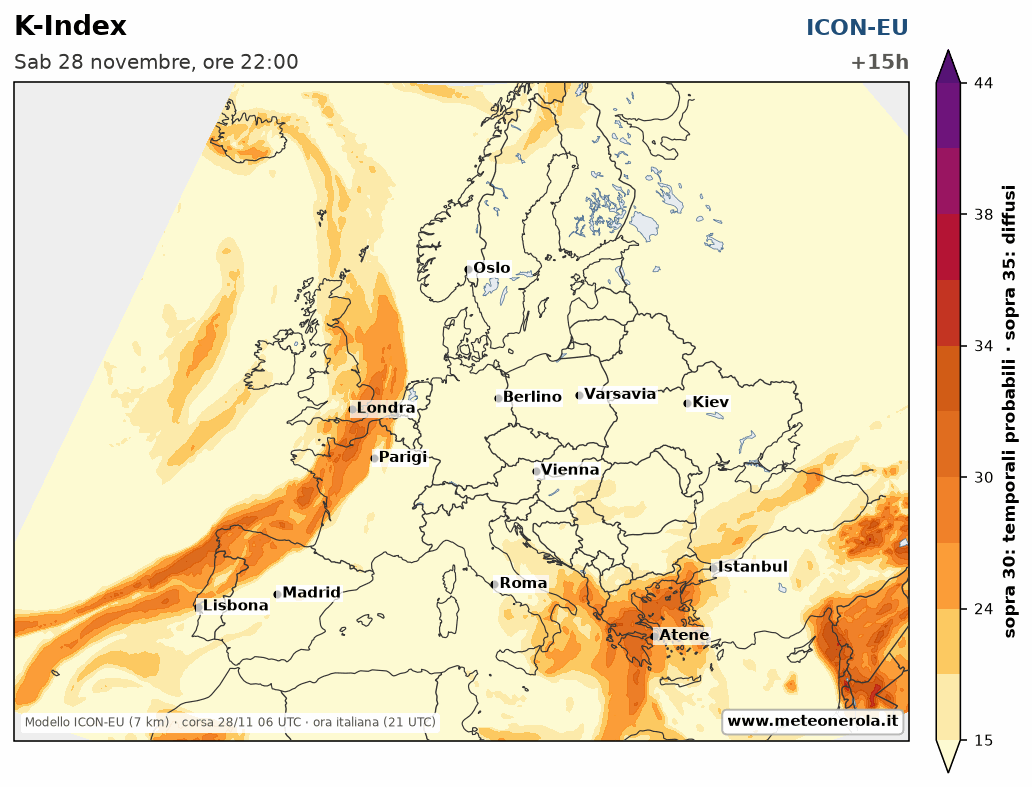 K-Index
ICON-EU
Sab 28 novembre, ore 22:00
+15h
44
38
34
30
24
15
sopra 30: temporali probabili · sopra 35: diffusi
Oslo
Berlino
Varsavia
Kiev
Londra
Parigi
Vienna
Istanbul
Roma
Madrid
Lisbona
Atene
Modello ICON-EU (7 km) · corsa 28/11 06 UTC · ora italiana (21 UTC)
www.meteonerola.it